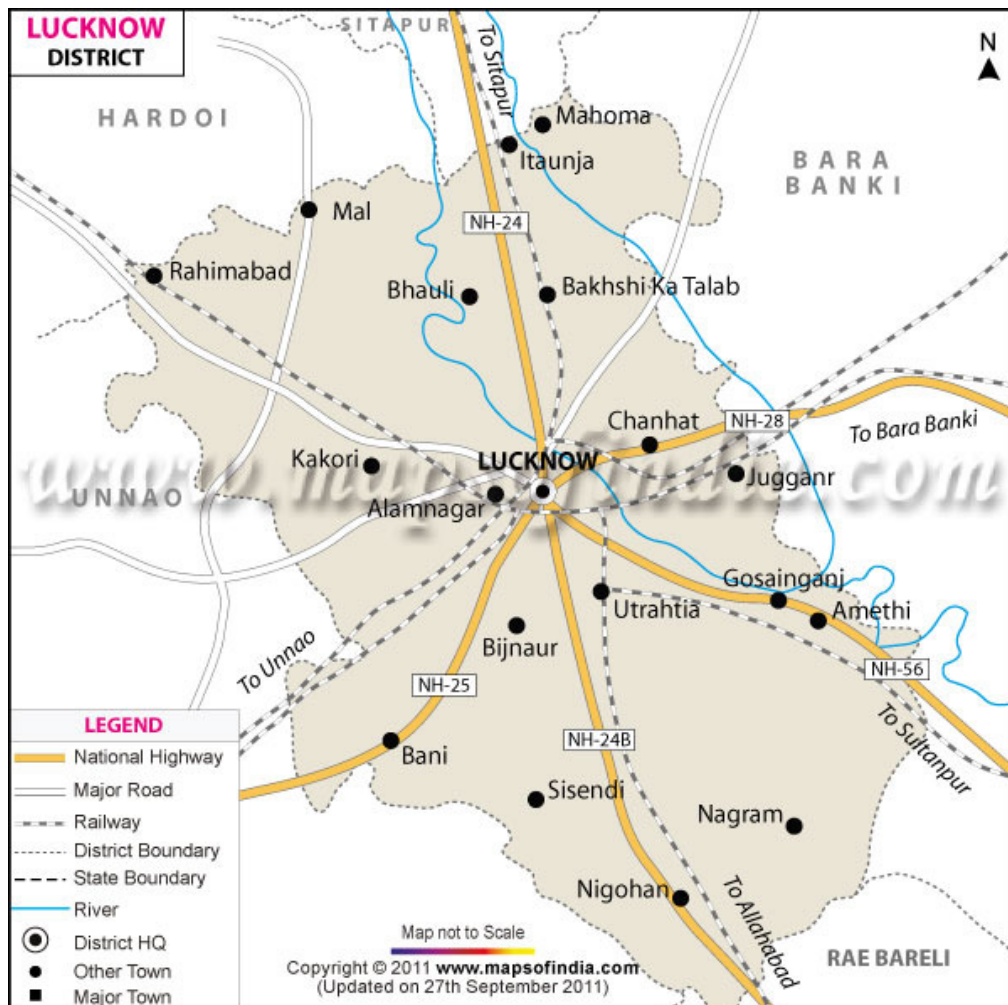 LUCKNOW
DISTRICT
SITAPUR
To Sitapur
N
HARDOI
Mahoma
Itaunja
BARA
BANKI
Mal
NH-24
Rahimabad
Bhauli
Bakhshi Ka Talab
Chanhat
NH-28
To Bara Banki
Kakori
LUCKNOW
www.mapsofindia.com
Jugganr
UNNAO
Alamnagar
Gosainganj
Utrahtia
Amethi
Bijnaur
To Unnao
NH-25
NH-56
To Sultanpur
NH-24B
Bani
Sisendi
Nagram
Nigohan
To Allahabad
RAE BARELI
LEGEND
National Highway
Major Road
Railway
District Boundary
State Boundary
River
District HQ
Other Town
Major Town
Map not to Scale
Copyright © 2011 www.mapsofindia.com
(Updated on 27th September 2011)